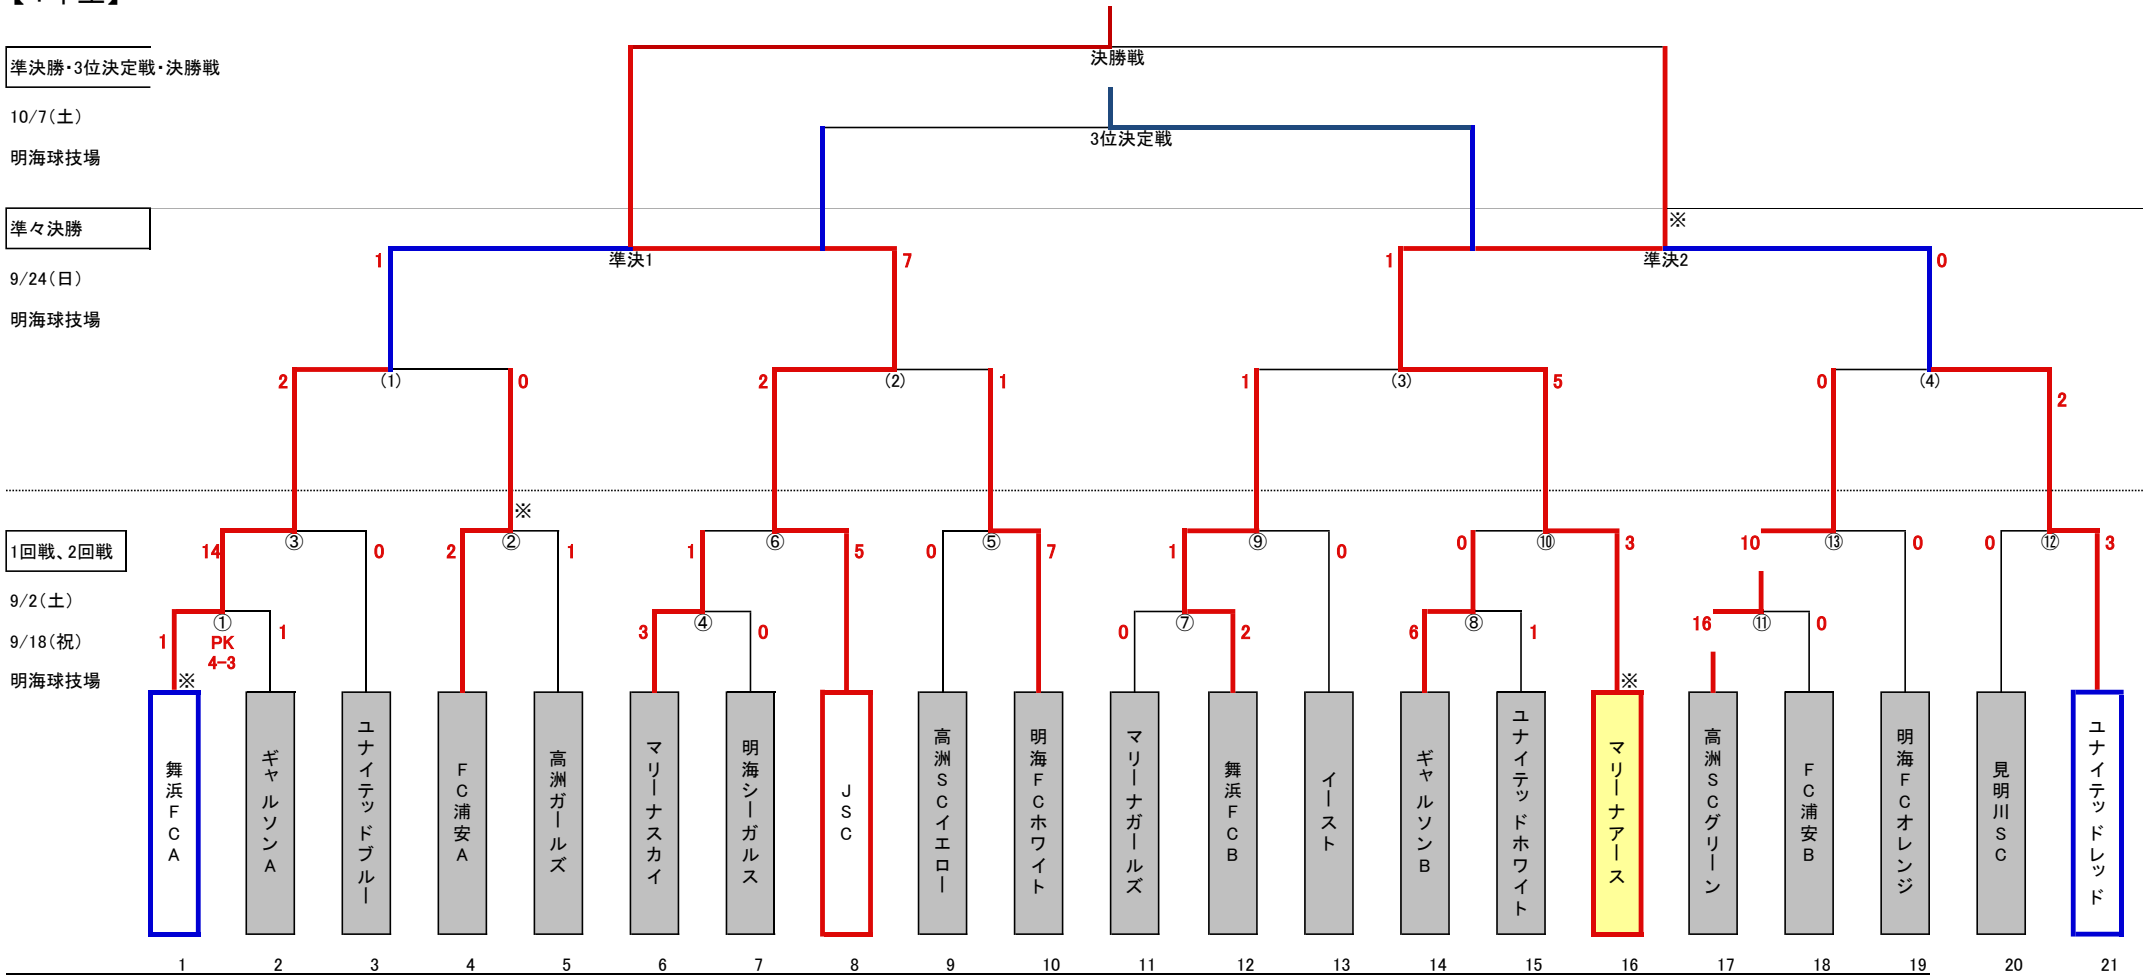 決勝戦
準決勝・3位決定戦・決勝戦
10/7(土)
3位決定戦
明海球技場
準々決勝
※
1 準決1 7 1 準決2 0
9/24(日)
明海球技場
2 (1) 0 2 (2) 1 1 (3) 5 0 (4) 2
※
1回戦、2回戦
14 ③ 0 2 ② 1 1 ⑥ 5 0 ⑤ 7 1 ⑨ 0 0 ⑩ 3 10 ⑬ 0 0 ⑫ 3
9/2(土)
9/18(祝)
1 ① 1 3 ④ 0 0 ⑦ 2 6 ⑧ 1 16 ⑪ 0
PK
4-3
明海球技場
※ ※
舞浜FCA
ギャルソンA
ユナイテッドブルー
FC浦安A
高洲ガールズ
マリーナスカイ
明海シーガルス
JSC
高洲SCイエロー
明海FCホワイト
マリーナガールズ
舞浜FCB
イースト
ギャルソンB
ユナイテッドホワイト
マリーナアース
高洲SCグリーン
FC浦安B
明海FCオレンジ
見明川SC
ユナイテッドレッド
1 2 3 4 5 6 7 8 9 10 11 12 13 14 15 16 17 18 19 20 21